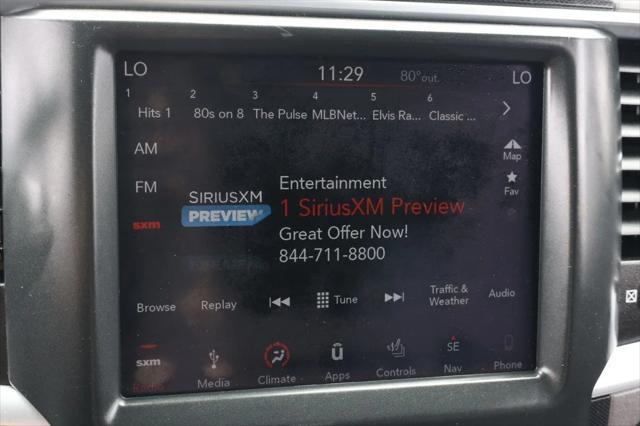 LO 11:29 80° out. LO
1 2 3 4 5 6
Hits 1 80s on 8 The Pulse MLBNet... Elvis Ra... Classic ...
AM
FM
sxm
Map
Fav
SIRIUSXM
PREVIEW
Entertainment
1 SiriusXM Preview
Great Offer Now!
844-711-8800
Browse Replay Tune Traffic & Weather Audio
sxm ū SE
Radio Media Climate Apps Controls Nav Phone